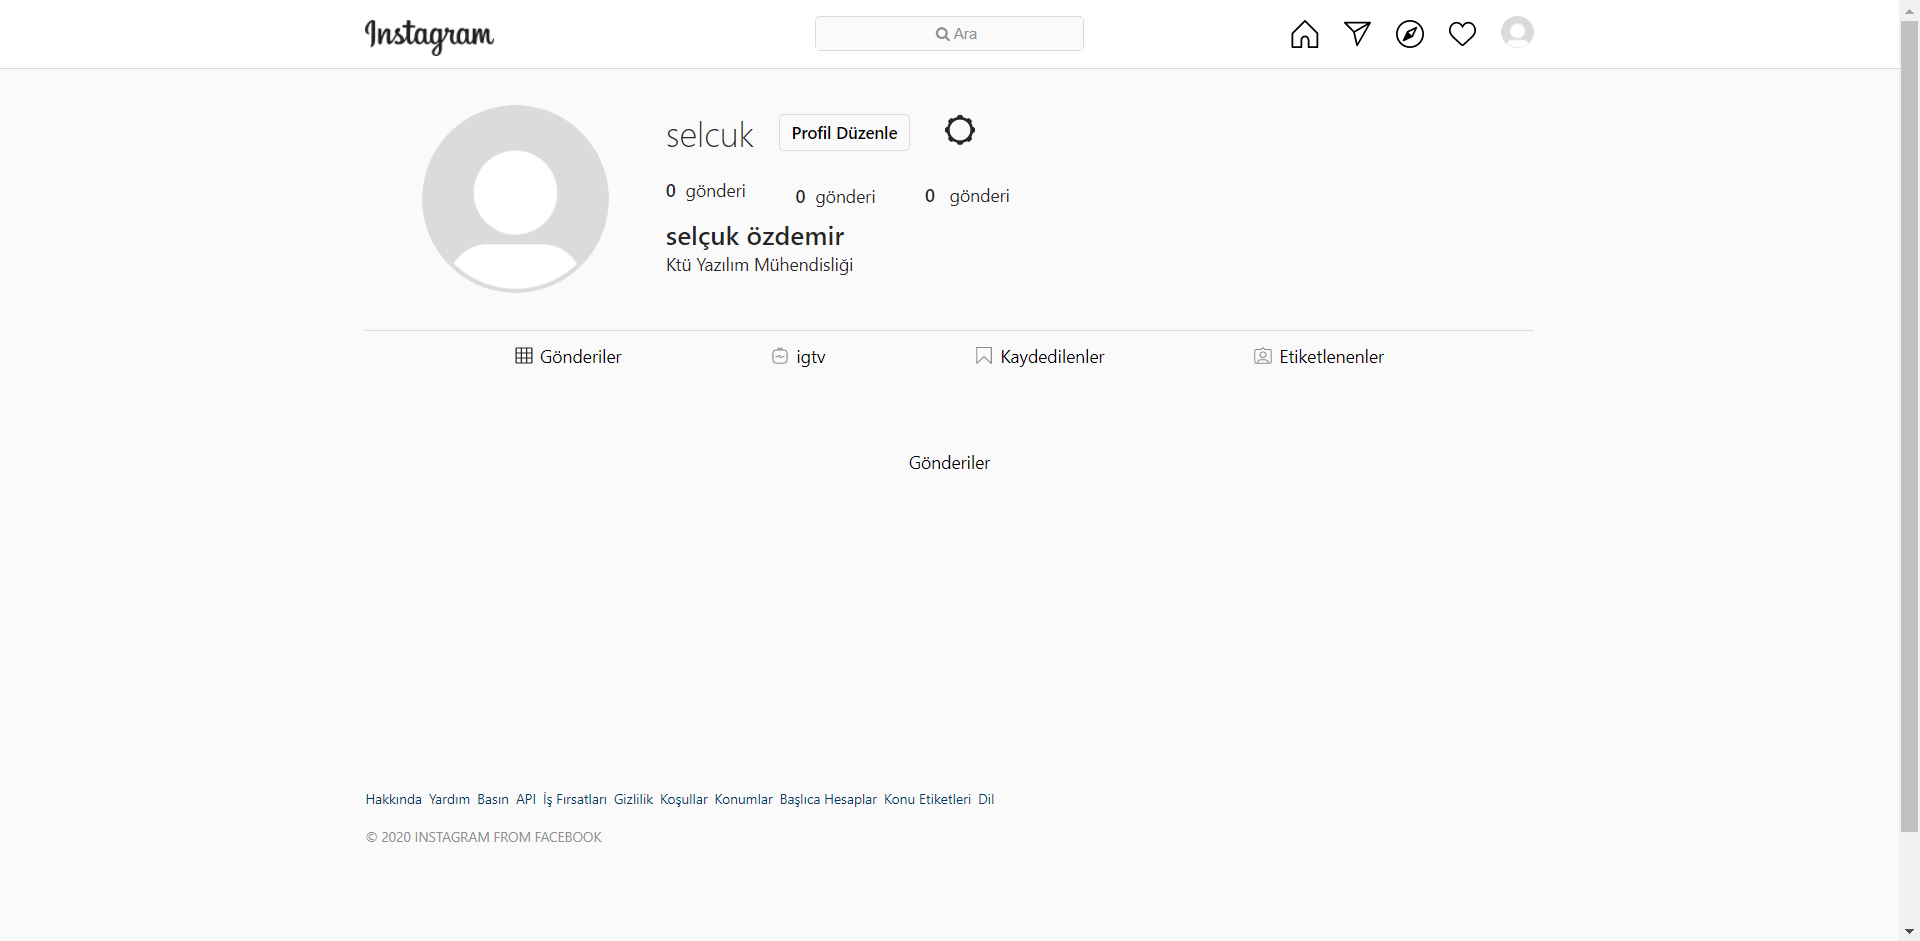 Instagram
Ara
selcuk Profil Düzenle
0 gönderi 0 gönderi 0 gönderi
selçuk özdemir
Ktü Yazılım Mühendisliği
Gönderiler igtv Kaydedilenler Etiketlenenler
Gönderiler
Hakkında Yardım Basın API İş Fırsatları Gizlilik Koşullar Konumlar Başlıca Hesaplar Konu Etiketleri Dil
© 2020 INSTAGRAM FROM FACEBOOK